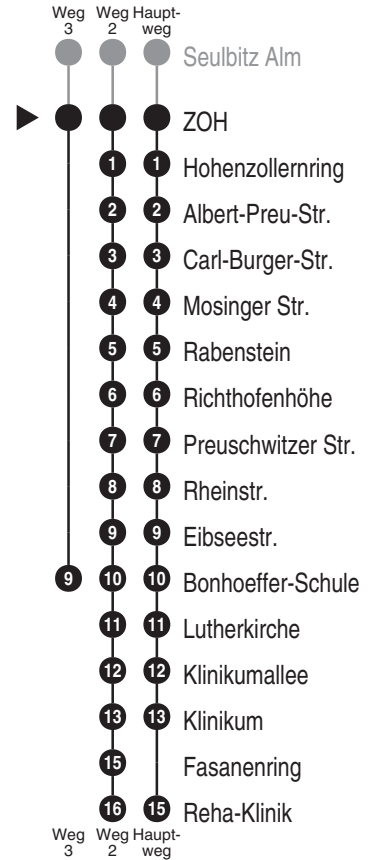 Weg Weg Haupt-
3 2 weg
Seulbitz Alm
ZOH
1 1 Hohenzollernring
2 2 Albert-Preu-Str.
3 3 Carl-Burger-Str.
4 4 Mosinger Str.
5 5 Rabenstein
6 6 Richthofenhöhe
7 7 Preuschwitzer Str.
8 8 Rheinstr.
9 9 Eibseestr.
9 10 10 Bonhoeffer-Schule
11 11 Lutherkirche
12 12 Klinikumallee
13 13 Klinikum
15 Fasanenring
16 15 Reha-Klinik
Weg Weg Haupt-
3 2 weg